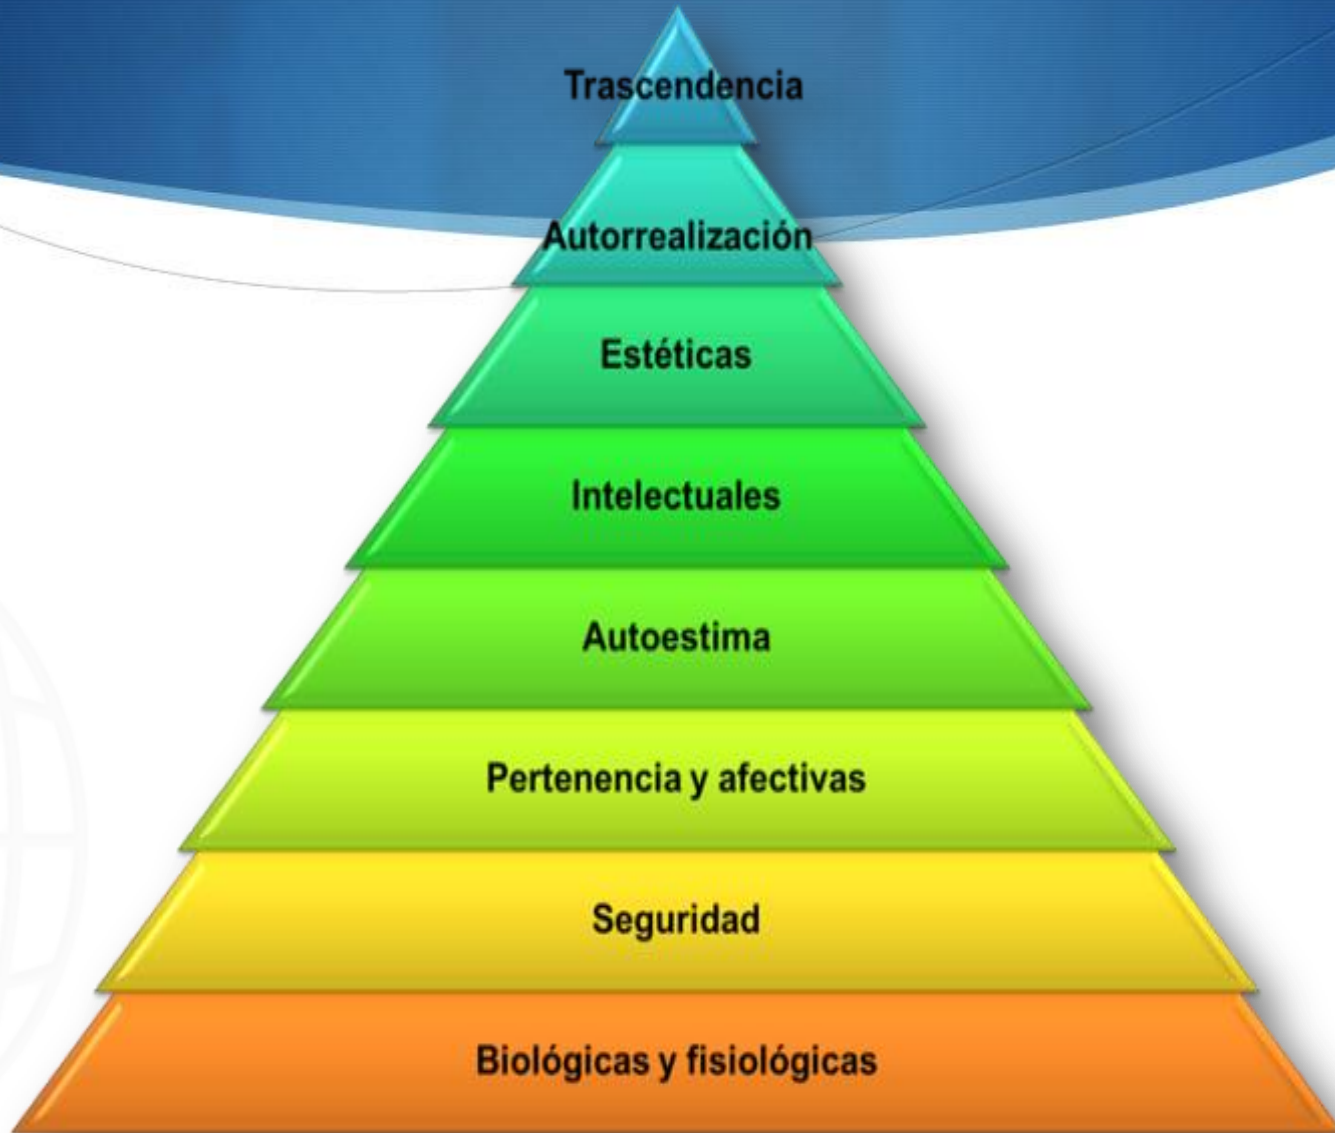 Trascendencia
Autorrealización
Estéticas
Intelectuales
Autoestima
Pertenencia y afectivas
Seguridad
Biológicas y fisiológicas